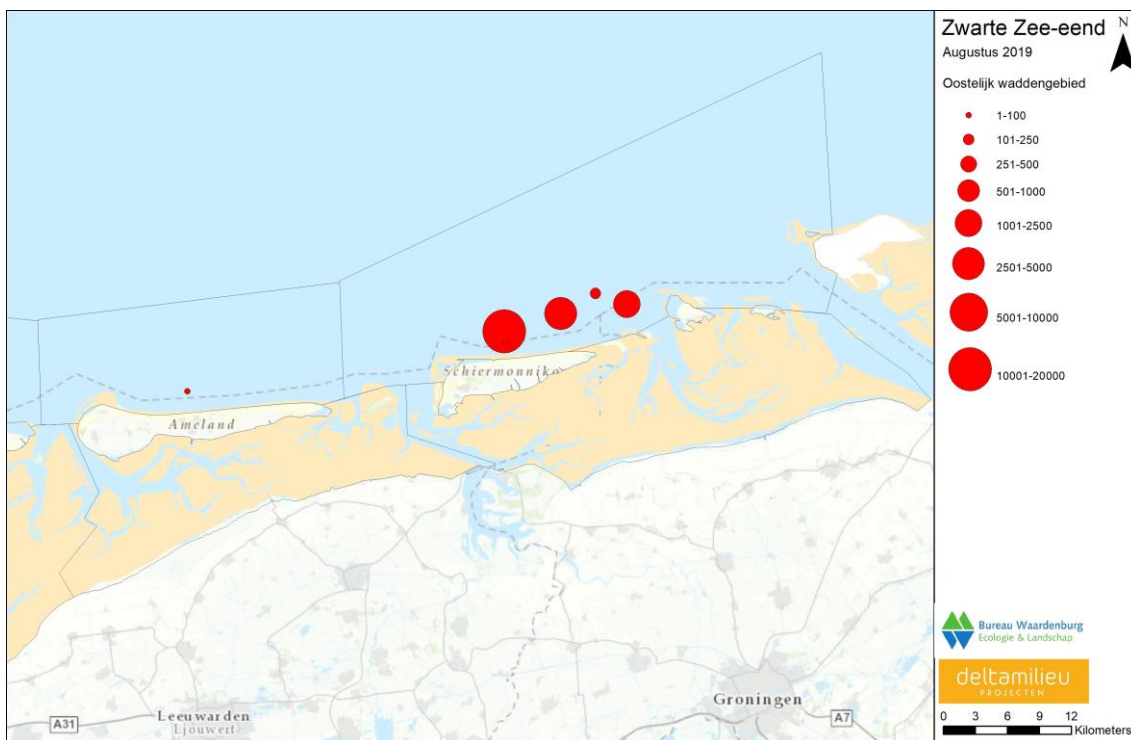 Zwarte Zee-eend
N
Augustus 2019
Oostelijk waddengebied
1-100
101-250
251-500
501-1000
1001-2500
2501-5000
5001-10000
10001-20000
Schiermonniko
Ameland
Leeuwarden
Ljouwert
Groningen
A31
A7
Bureau Waardenburg
Ecologie & Landschap
deltamilieu
PROJECTEN
0 3 6 9 12
Kilometers